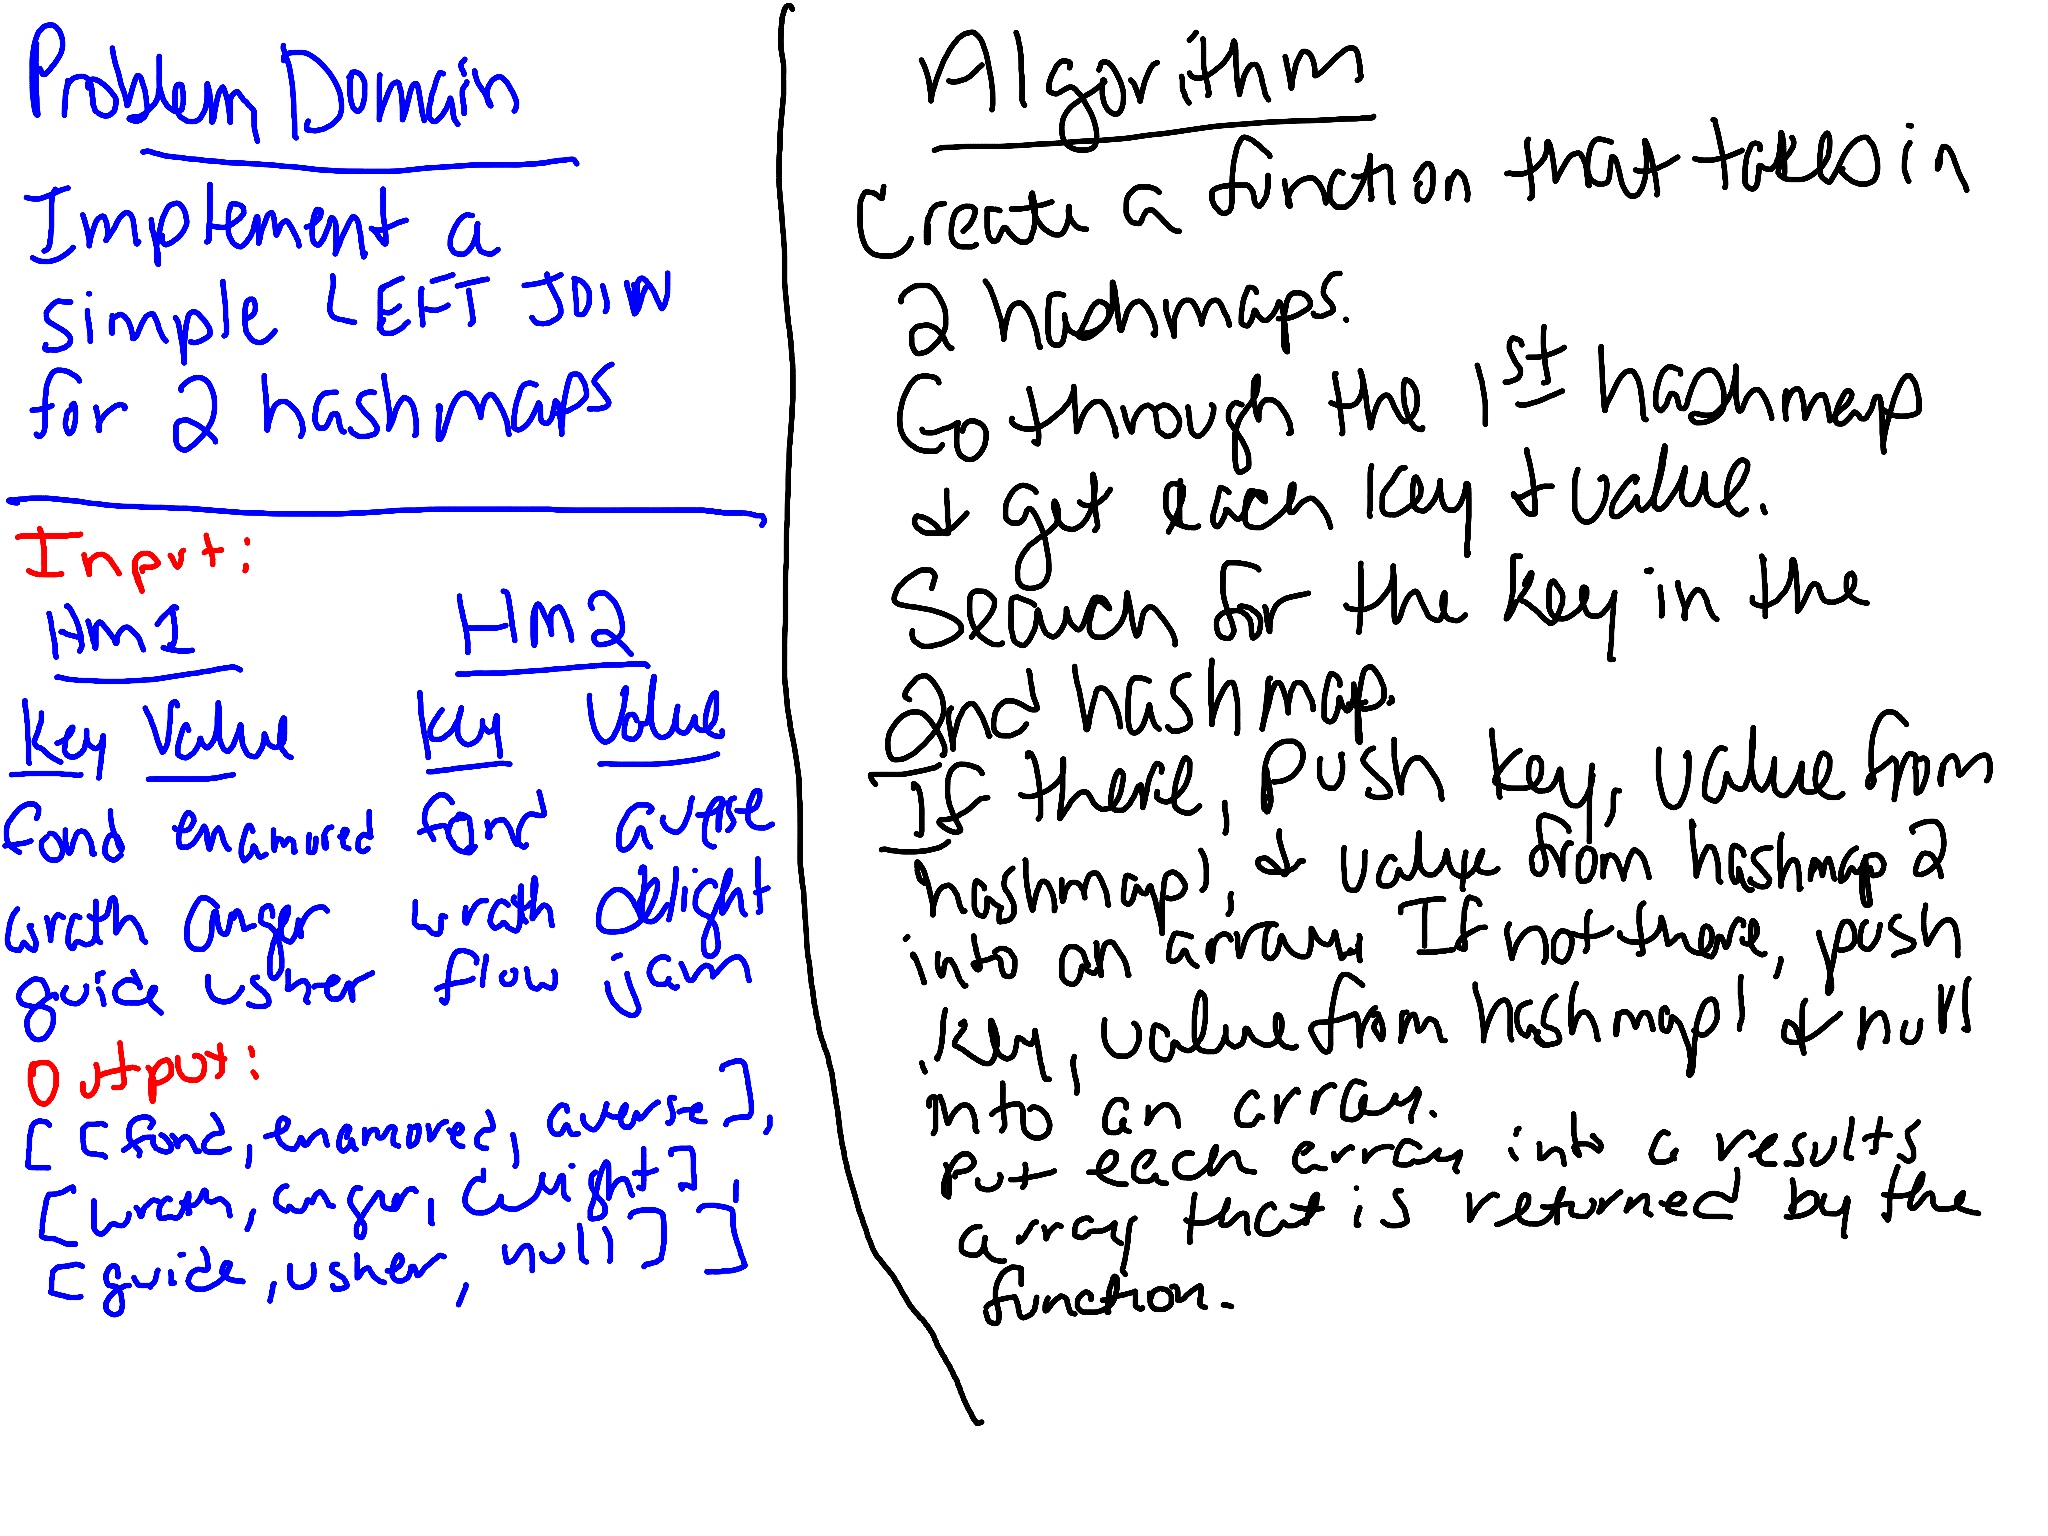 Problem Domain
Implement a
simple LEFT JOIN
for 2 hashmaps
Input:
Hm1 Hm2
Key Value Key Value
fond enamored fond averse
wrath anger wrath delight
guide usher flow jam
Output:
[[fond, enamored, averse],
[wrath, anger, delight],
[guide, usher, null]]
Algorithm
Create a function that takes in
2 hashmaps.
Go through the 1st hashmap
& get each key & value.
Search for the key in the
2nd hashmap.
If there, push key, value from
hashmap1, & value from hashmap 2
into an array. If not there, push
key, value from hashmap1 & null
into an array.
Put each array into a results
array that is returned by the
function.